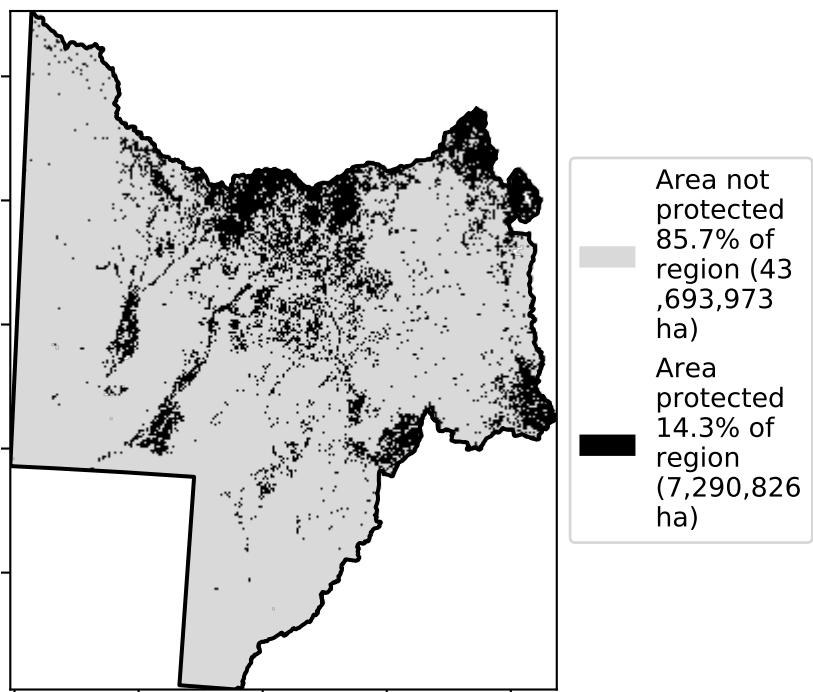 Area not
protected
85.7% of
region (43
,693,973
ha)
Area
protected
14.3% of
region
(7,290,826
ha)